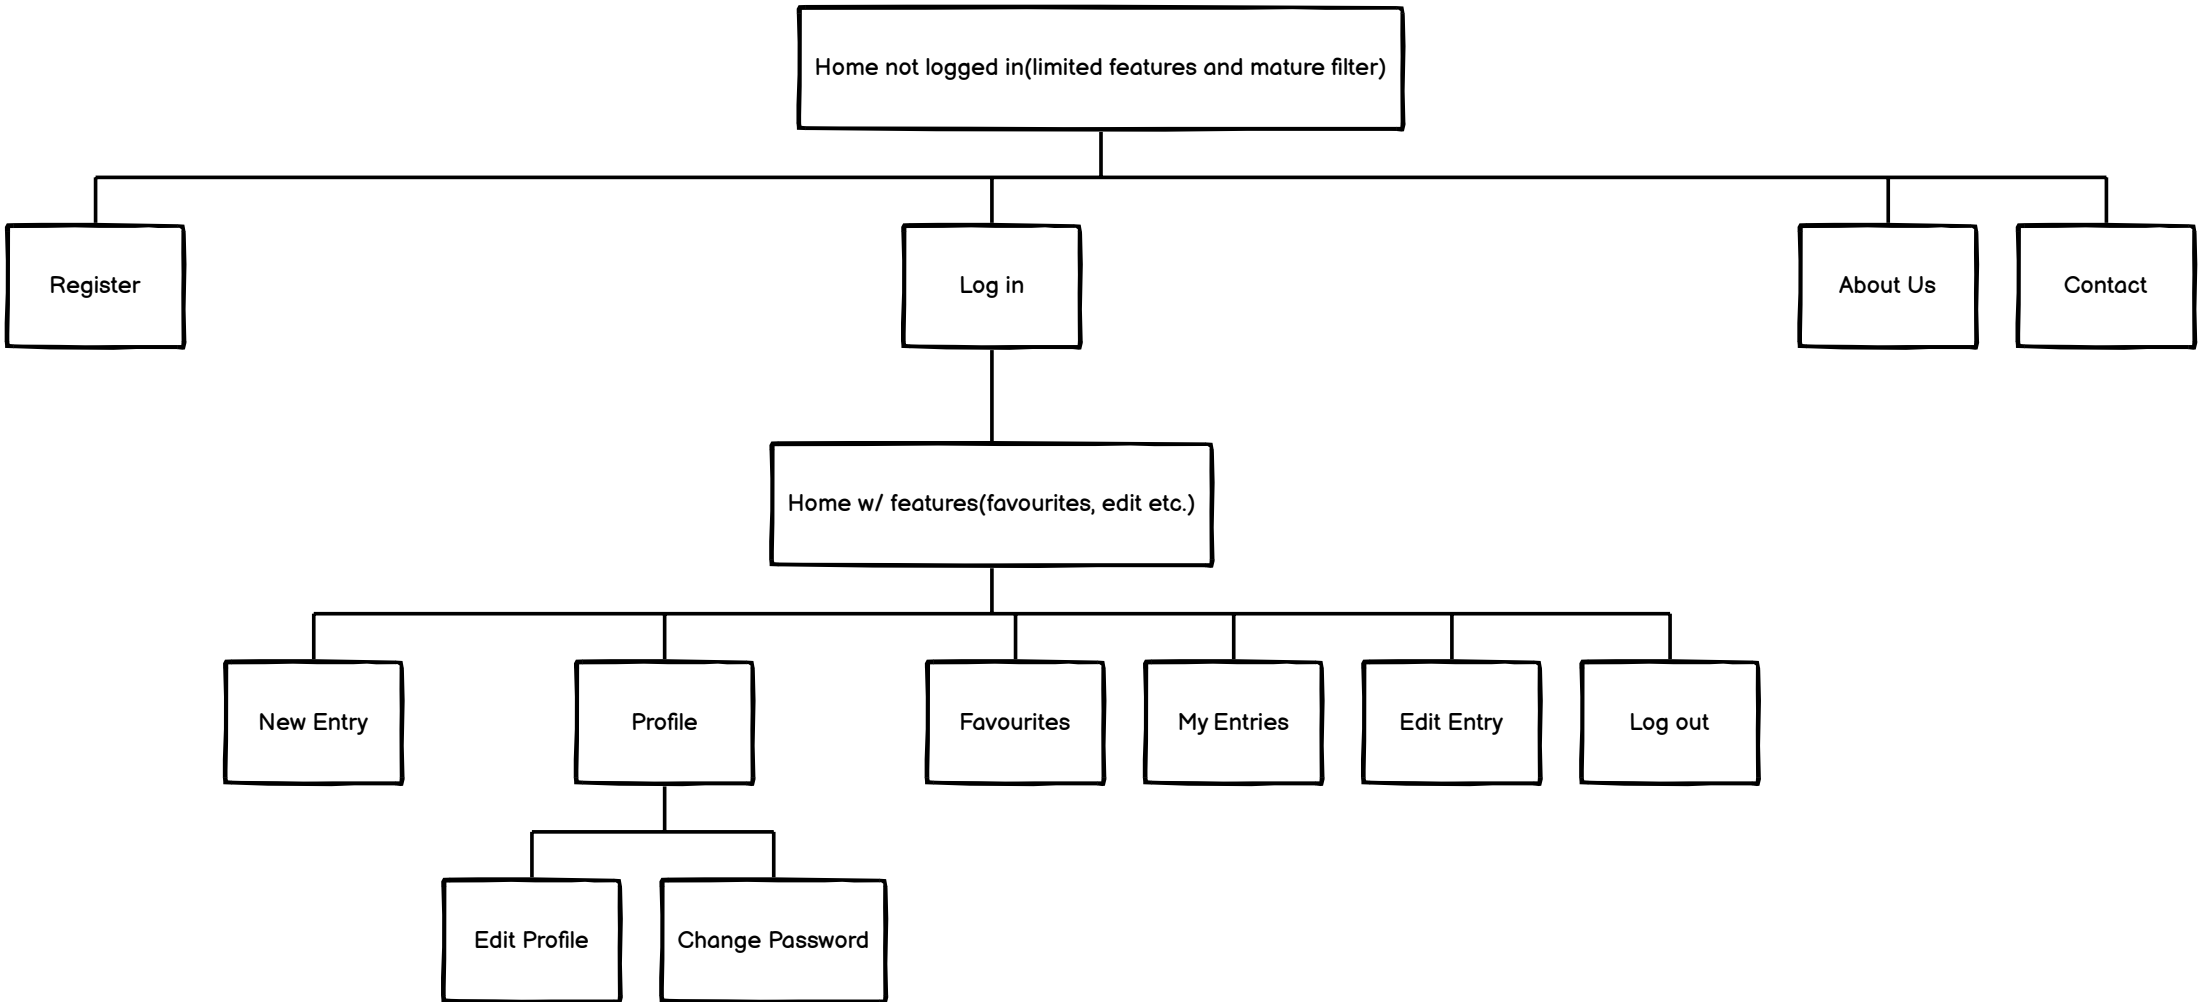 Home not logged in(limited features and mature filter)
Register
Log in
About Us
Contact
Home w/ features(favourites, edit etc.)
New Entry
Profile
Favourites
My Entries
Edit Entry
Log out
Edit Profile
Change Password